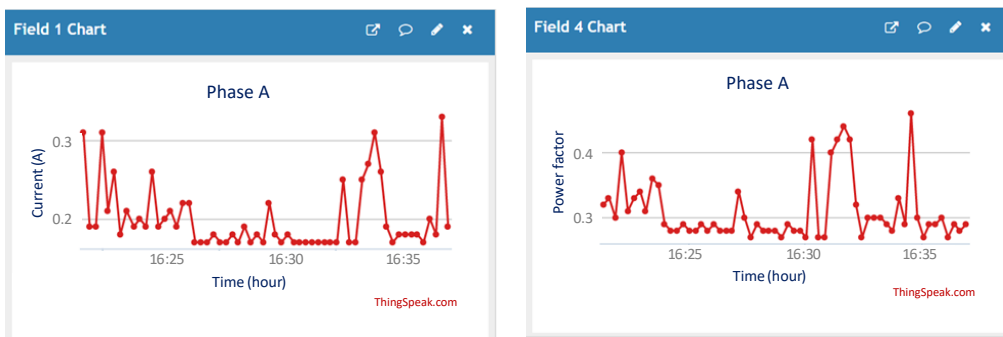 Field 1 Chart
Phase A
Current (A)
0.3
0.2
16:25 16:30 16:35
Time (hour)
ThingSpeak.com
Field 4 Chart
Phase A
Power factor
0.4
0.3
16:25 16:30 16:35
Time (hour)
ThingSpeak.com